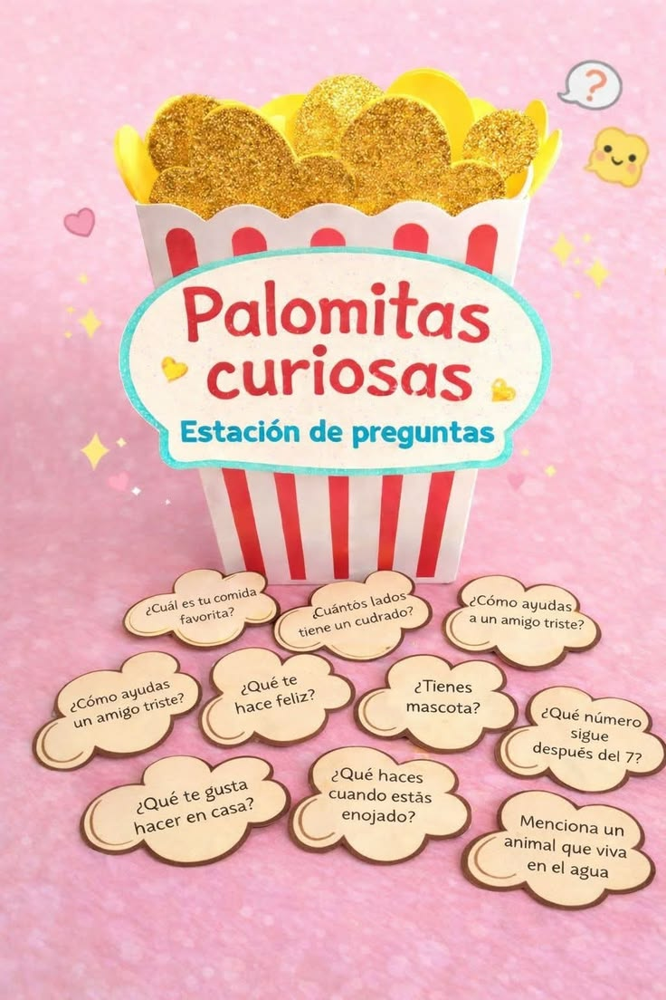 ?
Palomitas
curiosas
Estación de preguntas
¿Cuál es tu comida
favorita?
¿Cuántos lados
tiene un cudrado?
¿Cómo ayudas
a un amigo triste?
¿Cómo ayudas
un amigo triste?
¿Qué te
hace feliz?
¿Tienes
mascota?
¿Qué número
sigue
después del 7?
¿Qué te gusta
hacer en casa?
¿Qué haces
cuando estás
enojado?
Menciona un
animal que viva
en el agua